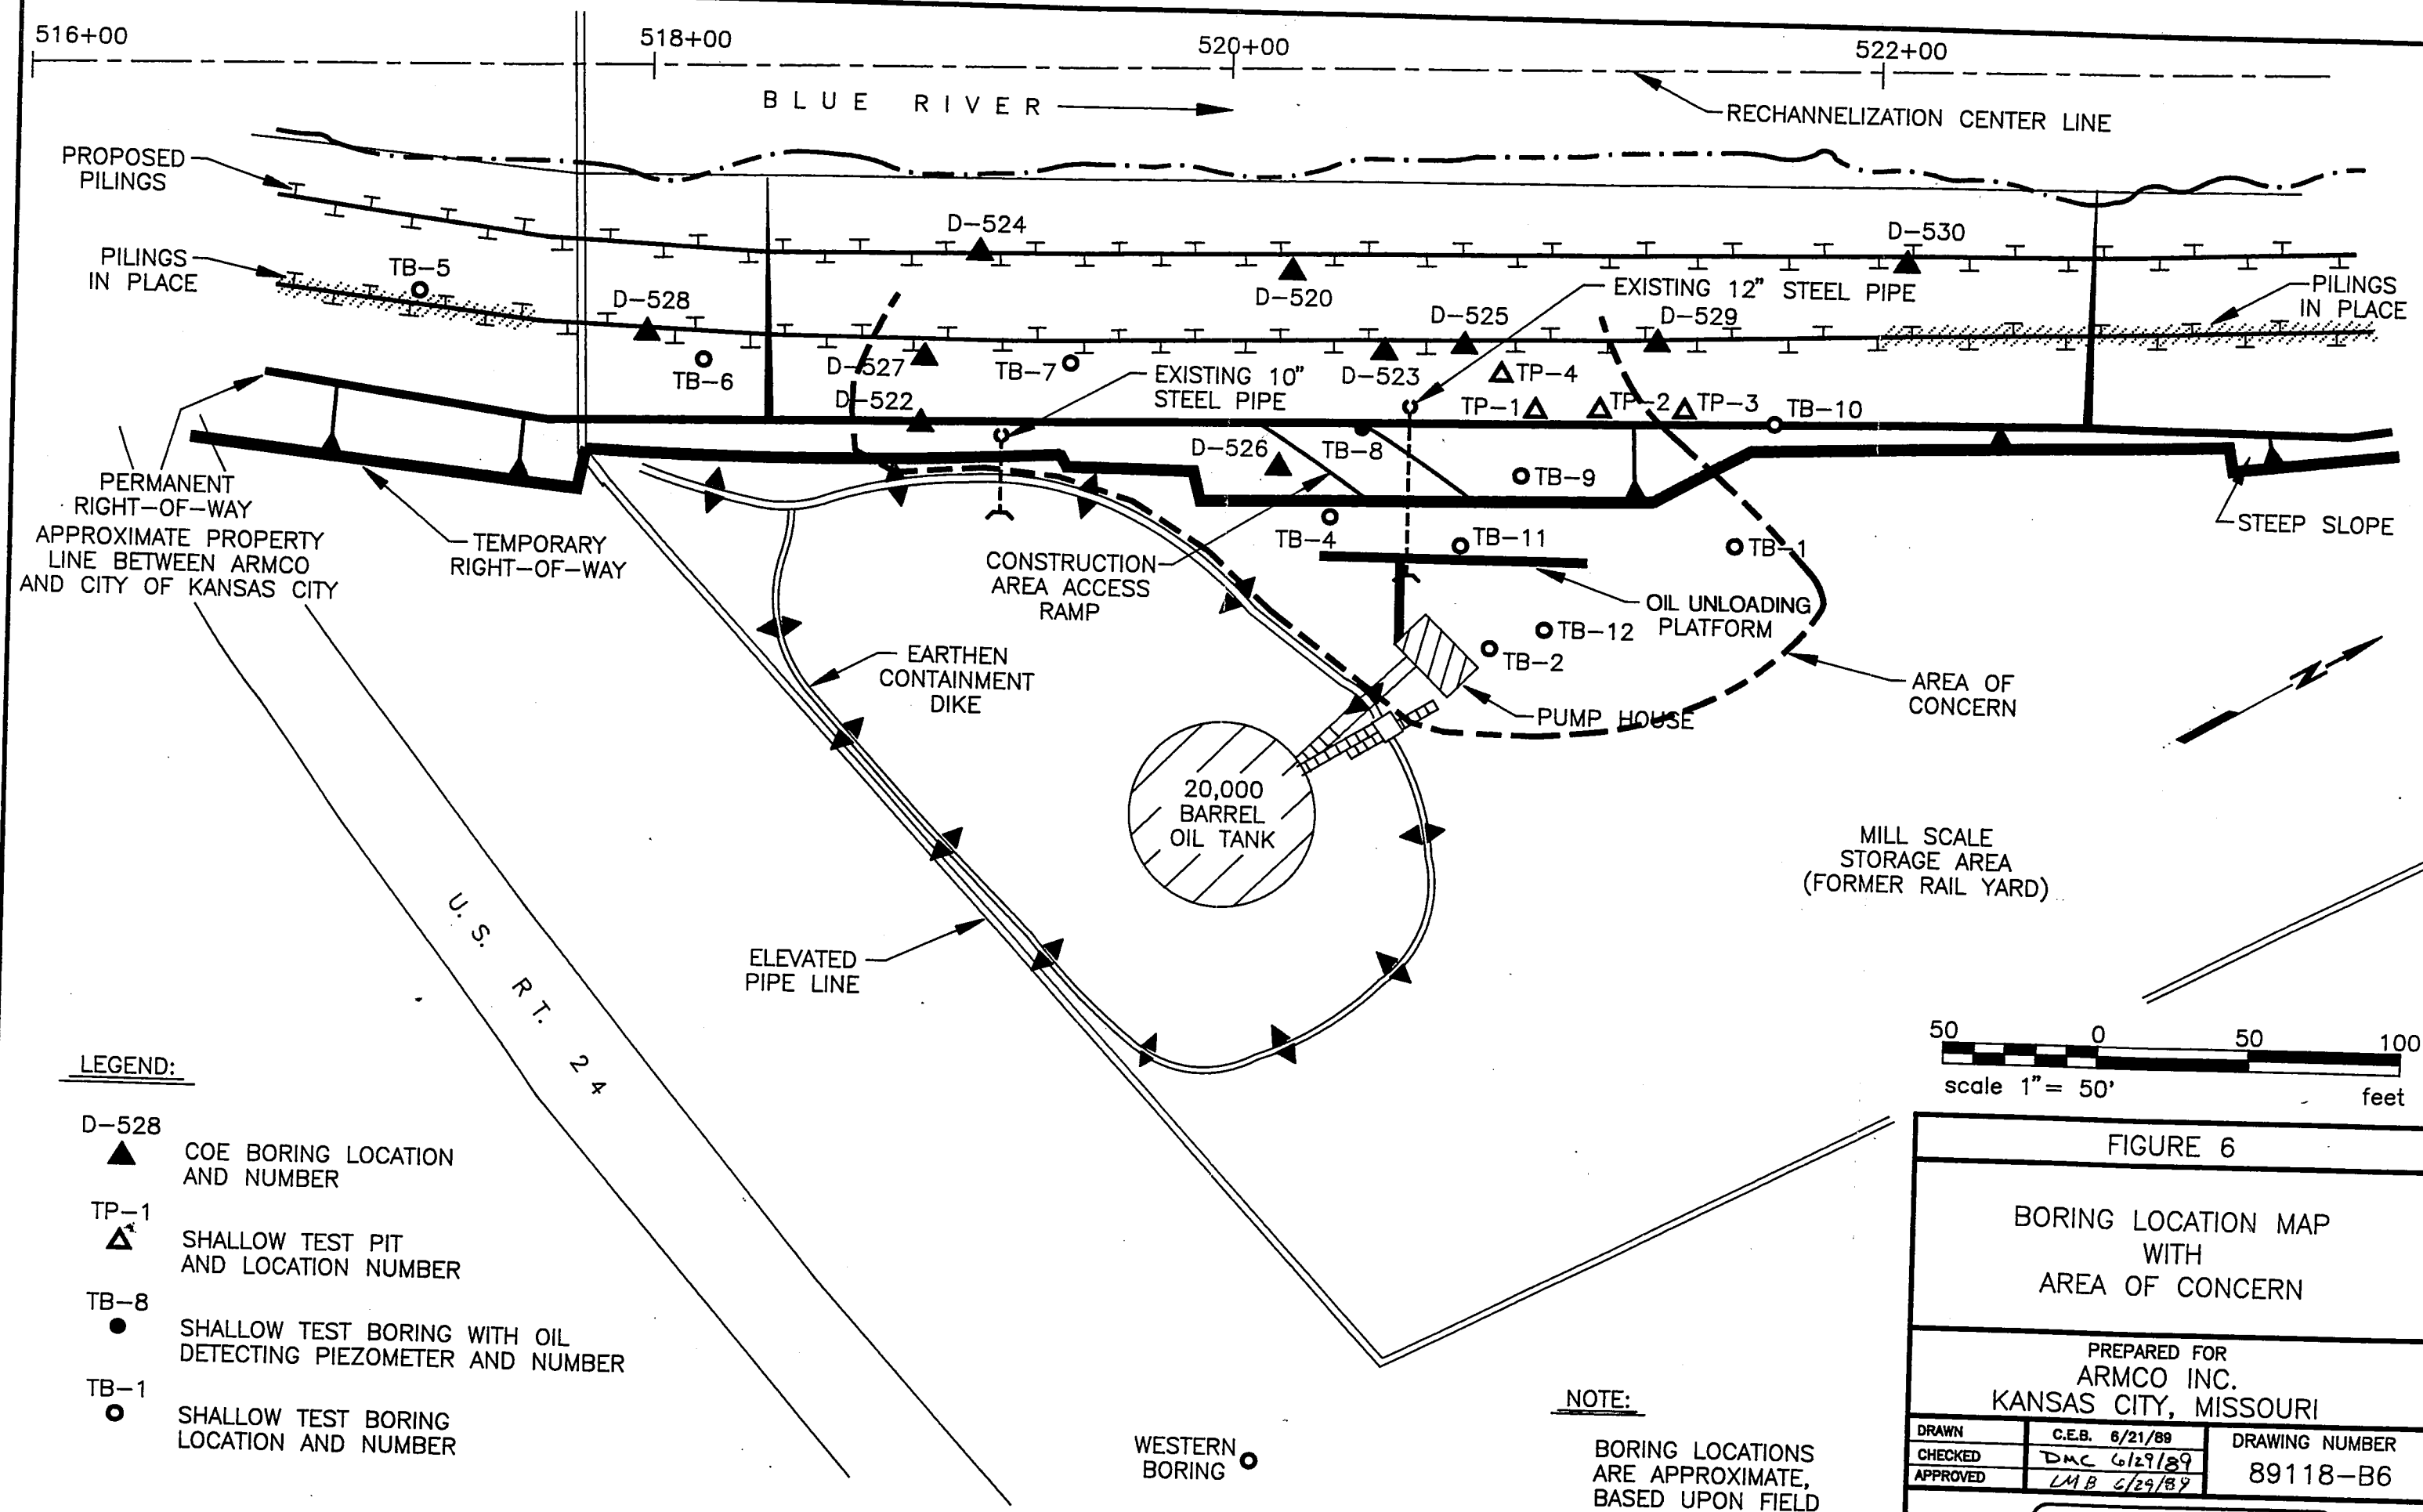 516+00
518+00
520+00
522+00
BLUE RIVER
RECHANNELIZATION CENTER LINE
PROPOSED
PILINGS
D-524
D-530
PILINGS
IN PLACE
TB-5
D-528
D-520
EXISTING 12" STEEL PIPE
PILINGS
IN PLACE
D-525
D-529
TB-6
D-527
TB-7
EXISTING 10"
STEEL PIPE
D-523
TP-4
D-522
TP-1
TP-2
TP-3
TB-10
D-526
TB-8
TB-9
PERMANENT
RIGHT-OF-WAY
APPROXIMATE PROPERTY
LINE BETWEEN ARMCO
AND CITY OF KANSAS CITY
TEMPORARY
RIGHT-OF-WAY
CONSTRUCTION
AREA ACCESS
RAMP
TB-4
TB-11
TB-1
STEEP SLOPE
OIL UNLOADING
PLATFORM
TB-12
TB-2
EARTHEN
CONTAINMENT
DIKE
PUMP HOUSE
AREA OF
CONCERN
N
20,000
BARREL
OIL TANK
MILL SCALE
STORAGE AREA
(FORMER RAIL YARD)
U.S. RT. 24
ELEVATED
PIPE LINE
50 0 50 100
scale 1"= 50' feet
LEGEND:
D-528
COE BORING LOCATION
AND NUMBER
TP-1
SHALLOW TEST PIT
AND LOCATION NUMBER
TB-8
SHALLOW TEST BORING WITH OIL
DETECTING PIEZOMETER AND NUMBER
TB-1
SHALLOW TEST BORING
LOCATION AND NUMBER
WESTERN
BORING
NOTE:
BORING LOCATIONS
ARE APPROXIMATE,
BASED UPON FIELD
FIGURE 6
BORING LOCATION MAP
WITH
AREA OF CONCERN
PREPARED FOR
ARMCO INC.
KANSAS CITY, MISSOURI
DRAWN C.E.B. 6/21/89
CHECKED DMC 6/29/89
APPROVED LMB 6/29/89
DRAWING NUMBER
89118-B6